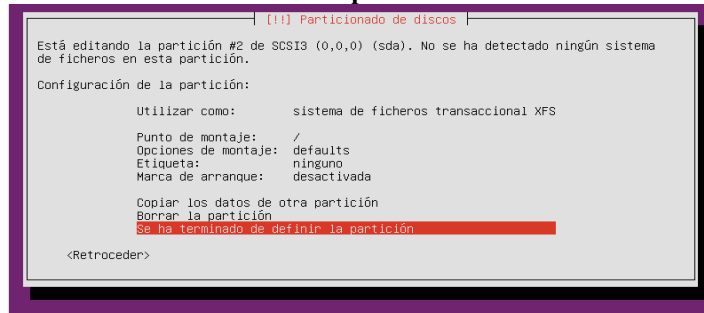 [!!] Particionado de discos
Está editando la partición #2 de SCSI3 (0,0,0) (sda). No se ha detectado ningún sistema
de ficheros en esta partición.
Configuración de la partición:
Utilizar como: sistema de ficheros transaccional XFS
Punto de montaje: /
Opciones de montaje: defaults
Etiqueta: ninguno
Marca de arranque: desactivada
Copiar los datos de otra partición
Borrar la partición
Se ha terminado de definir la partición
<Retroceder>